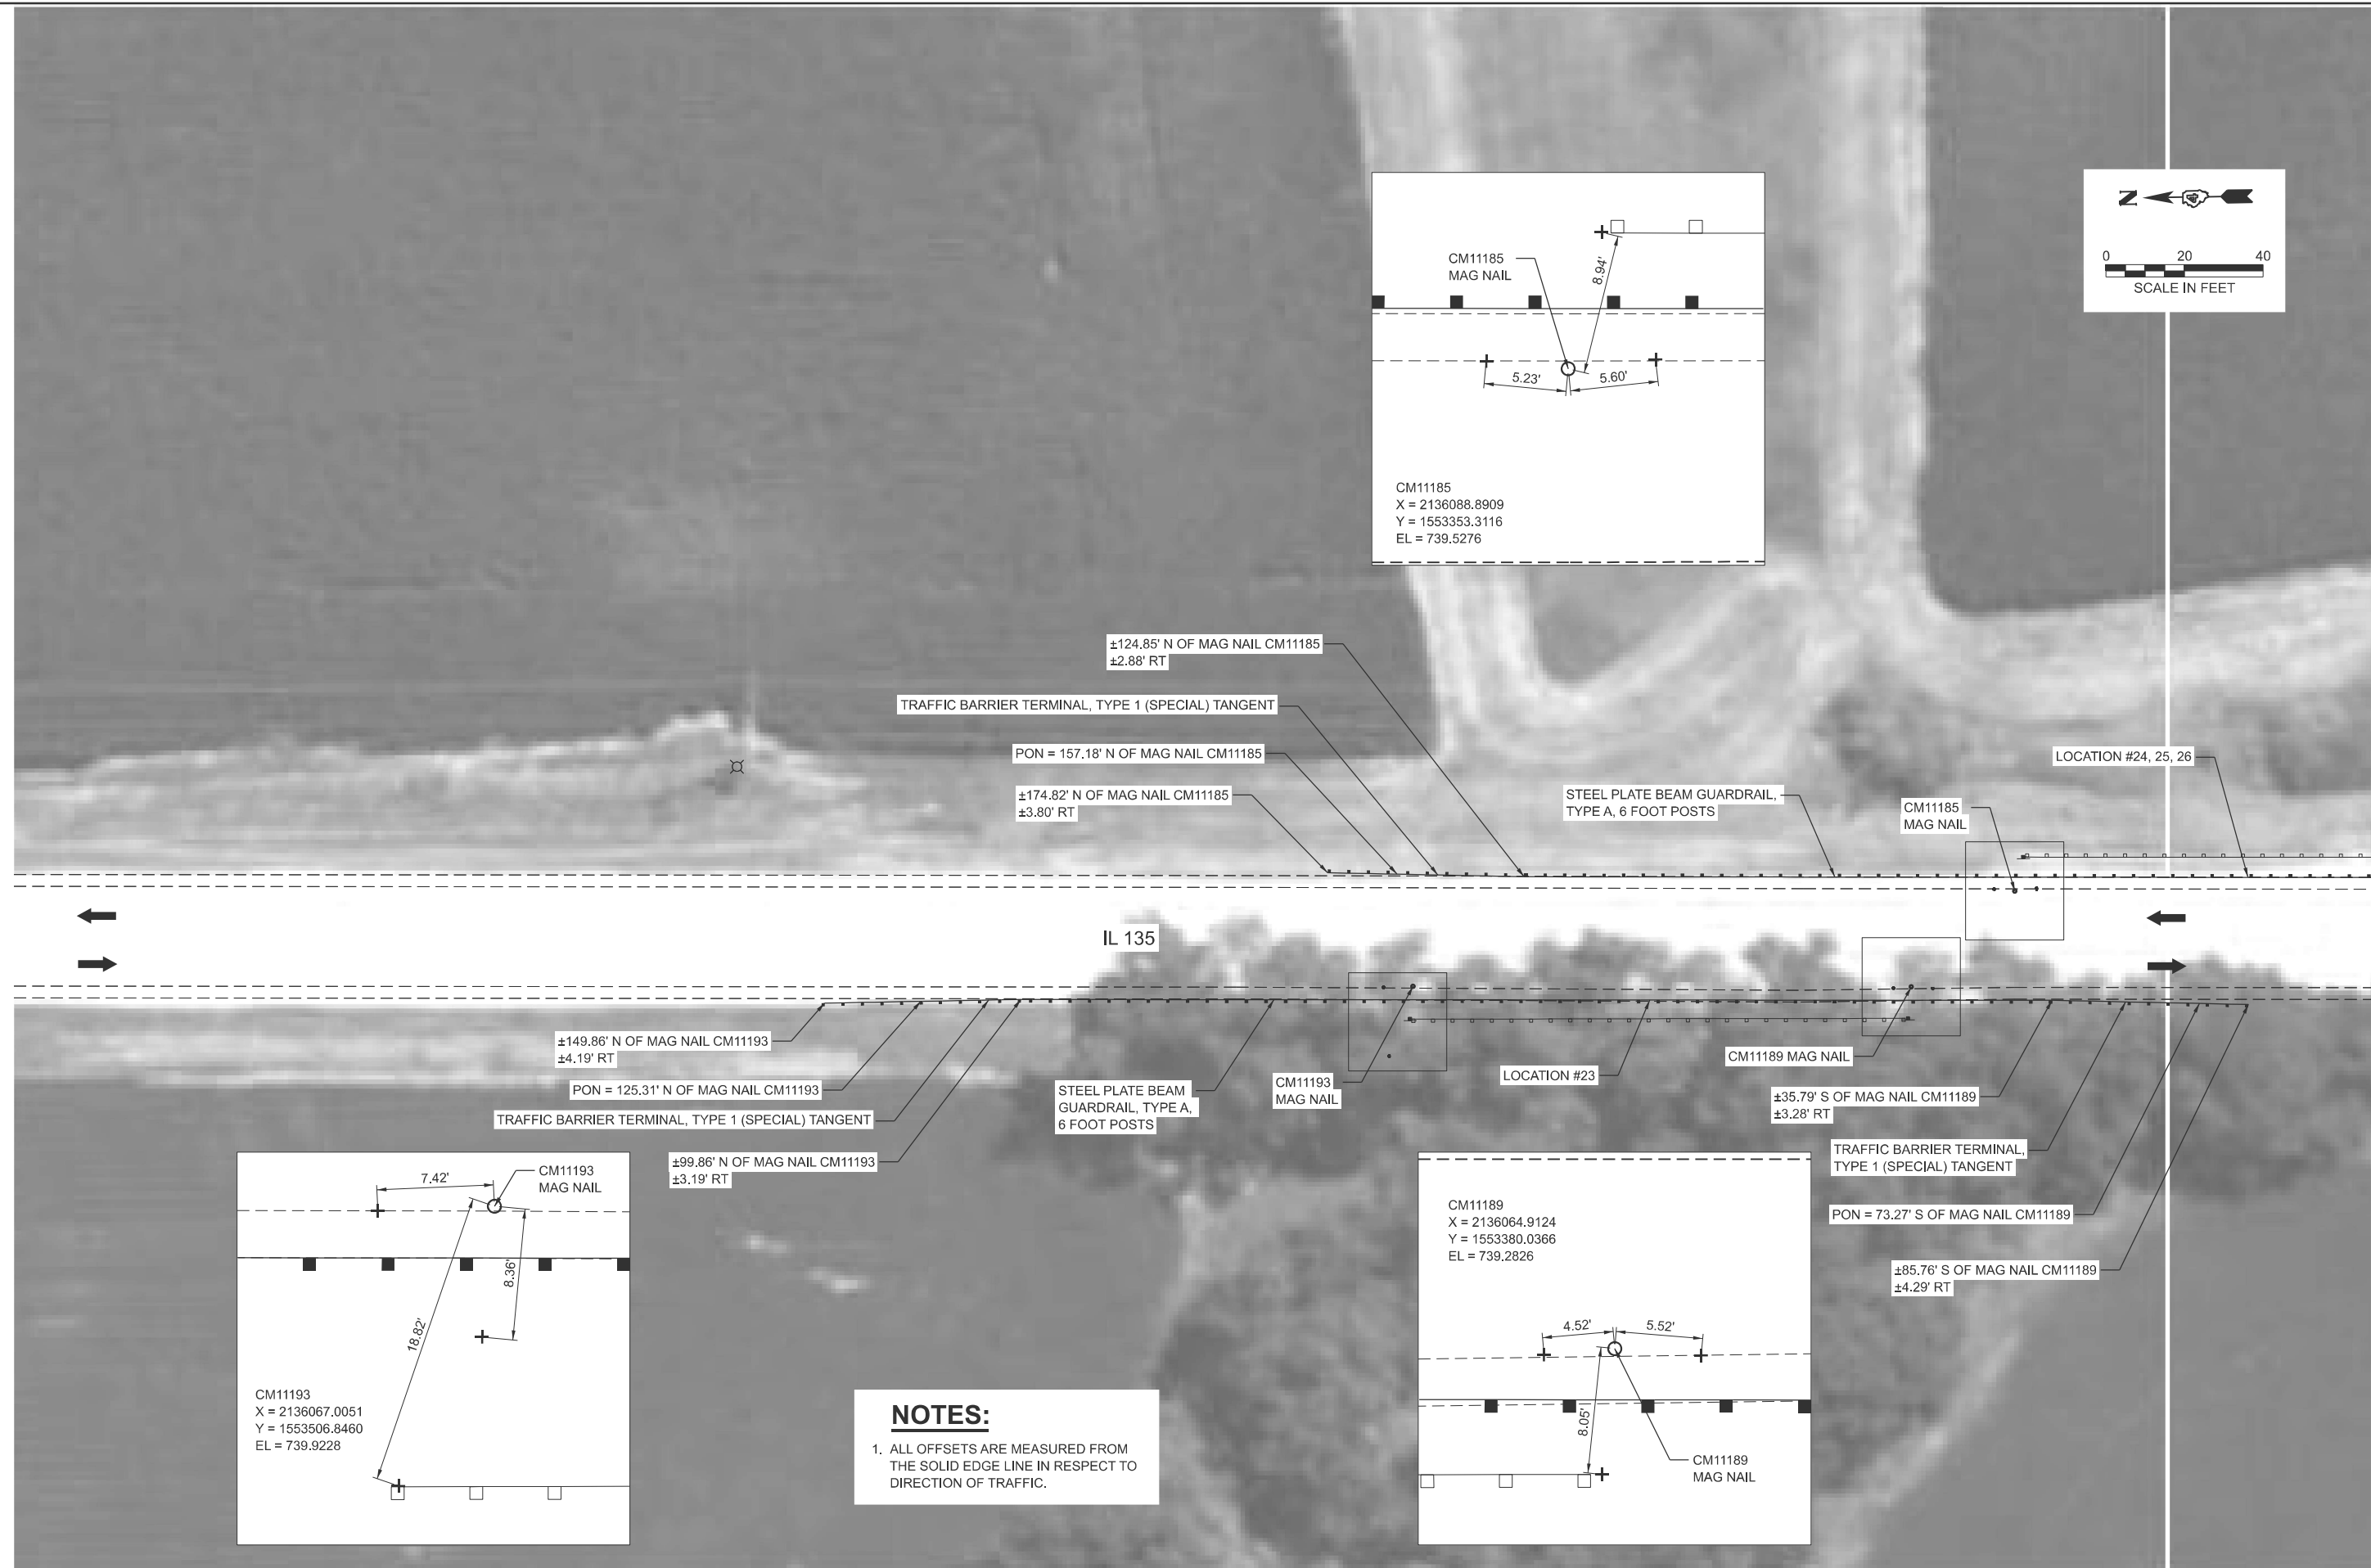 N
0 20 40
SCALE IN FEET
CM11185
MAG NAIL
8.94'
5.23'
5.60'
CM11185
X = 2136088.8909
Y = 1553353.3116
EL = 739.5276
±124.85' N OF MAG NAIL CM11185
±2.88' RT
TRAFFIC BARRIER TERMINAL, TYPE 1 (SPECIAL) TANGENT
PON = 157.18' N OF MAG NAIL CM11185
±174.82' N OF MAG NAIL CM11185
±3.80' RT
STEEL PLATE BEAM GUARDRAIL,
TYPE A, 6 FOOT POSTS
CM11185
MAG NAIL
LOCATION #24, 25, 26
IL 135
±149.86' N OF MAG NAIL CM11193
±4.19' RT
PON = 125.31' N OF MAG NAIL CM11193
TRAFFIC BARRIER TERMINAL, TYPE 1 (SPECIAL) TANGENT
±99.86' N OF MAG NAIL CM11193
±3.19' RT
STEEL PLATE BEAM
GUARDRAIL, TYPE A,
6 FOOT POSTS
CM11193
MAG NAIL
LOCATION #23
CM11189 MAG NAIL
±35.79' S OF MAG NAIL CM11189
±3.28' RT
TRAFFIC BARRIER TERMINAL,
TYPE 1 (SPECIAL) TANGENT
PON = 73.27' S OF MAG NAIL CM11189
±85.76' S OF MAG NAIL CM11189
±4.29' RT
7.42'
CM11193
MAG NAIL
8.36'
18.82'
CM11193
X = 2136067.0051
Y = 1553506.8460
EL = 739.9228
NOTES:
1. ALL OFFSETS ARE MEASURED FROM
THE SOLID EDGE LINE IN RESPECT TO
DIRECTION OF TRAFFIC.
CM11189
X = 2136064.9124
Y = 1553380.0366
EL = 739.2826
4.52'
5.52'
8.05'
CM11189
MAG NAIL